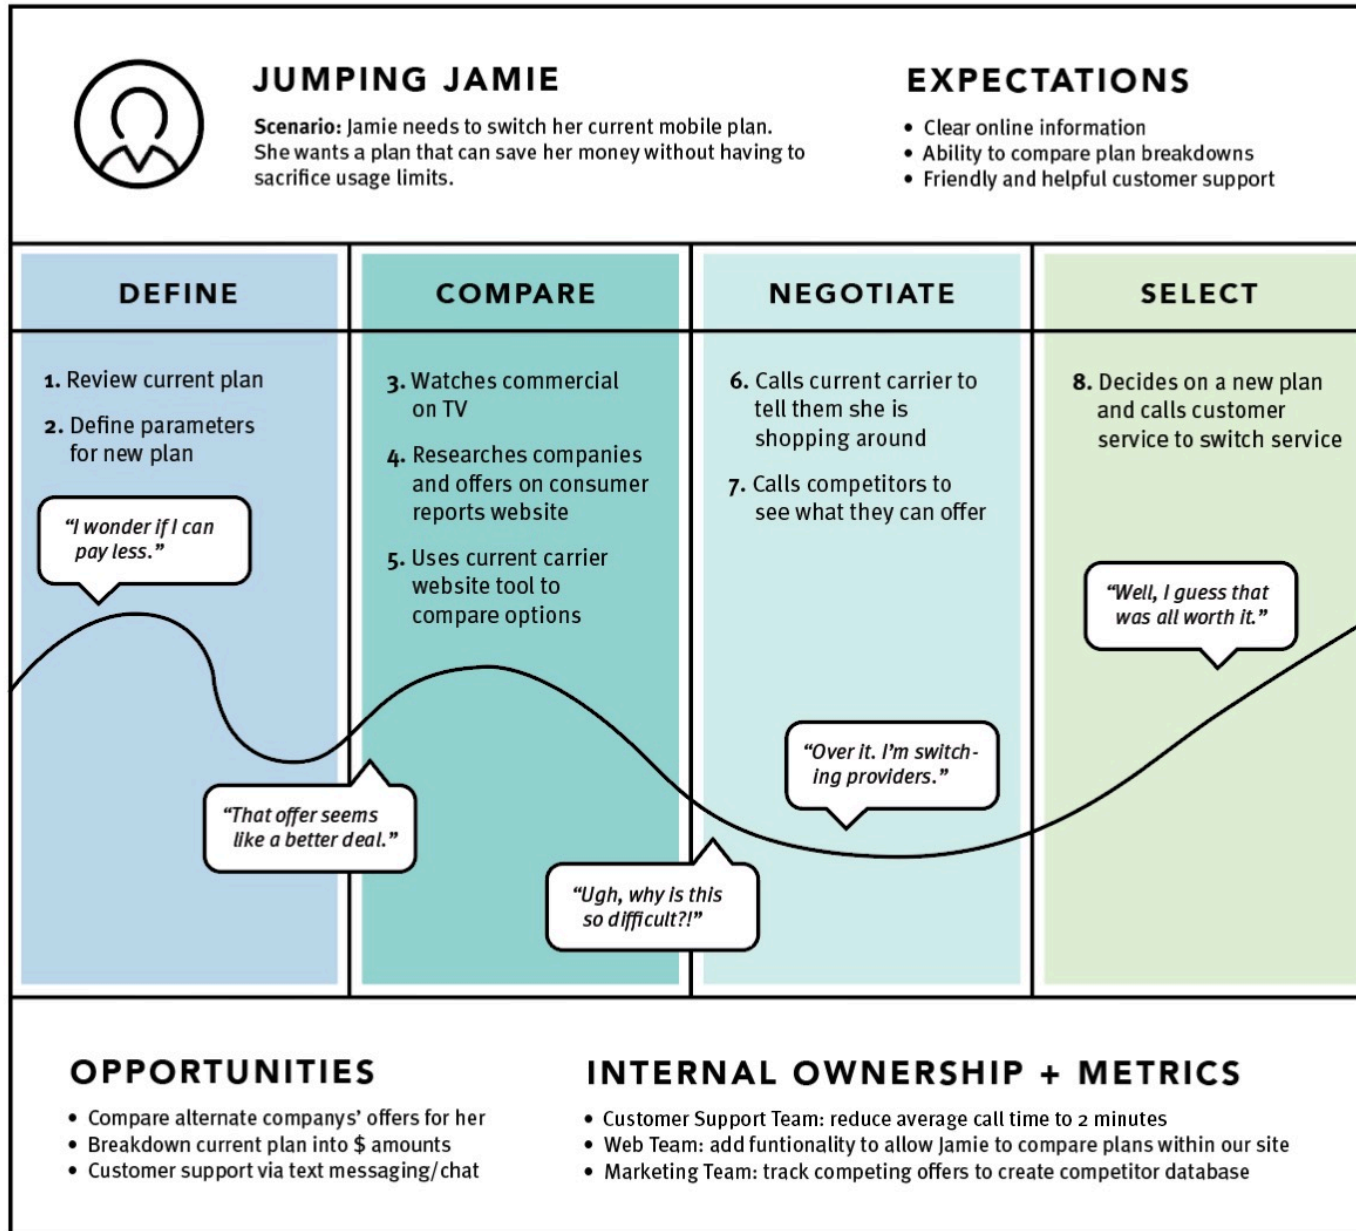 JUMPING JAMIE
Scenario: Jamie needs to switch her current mobile plan.
She wants a plan that can save her money without having to
sacrifice usage limits.
EXPECTATIONS
• Clear online information
• Ability to compare plan breakdowns
• Friendly and helpful customer support
DEFINE
1. Review current plan
2. Define parameters
for new plan
“I wonder if I can
pay less.”
COMPARE
3. Watches commercial
on TV
4. Researches companies
and offers on consumer
reports website
5. Uses current carrier
website tool to
compare options
“That offer seems
like a better deal.”
NEGOTIATE
6. Calls current carrier to
tell them she is
shopping around
7. Calls competitors to
see what they can offer
“Ugh, why is this
so difficult?!”
“Over it. I’m switch-
ing providers.”
SELECT
8. Decides on a new plan
and calls customer
service to switch service
“Well, I guess that
was all worth it.”
OPPORTUNITIES
• Compare alternate companys’ offers for her
• Breakdown current plan into $ amounts
• Customer support via text messaging/chat
INTERNAL OWNERSHIP + METRICS
• Customer Support Team: reduce average call time to 2 minutes
• Web Team: add funtionality to allow Jamie to compare plans within our site
• Marketing Team: track competing offers to create competitor database